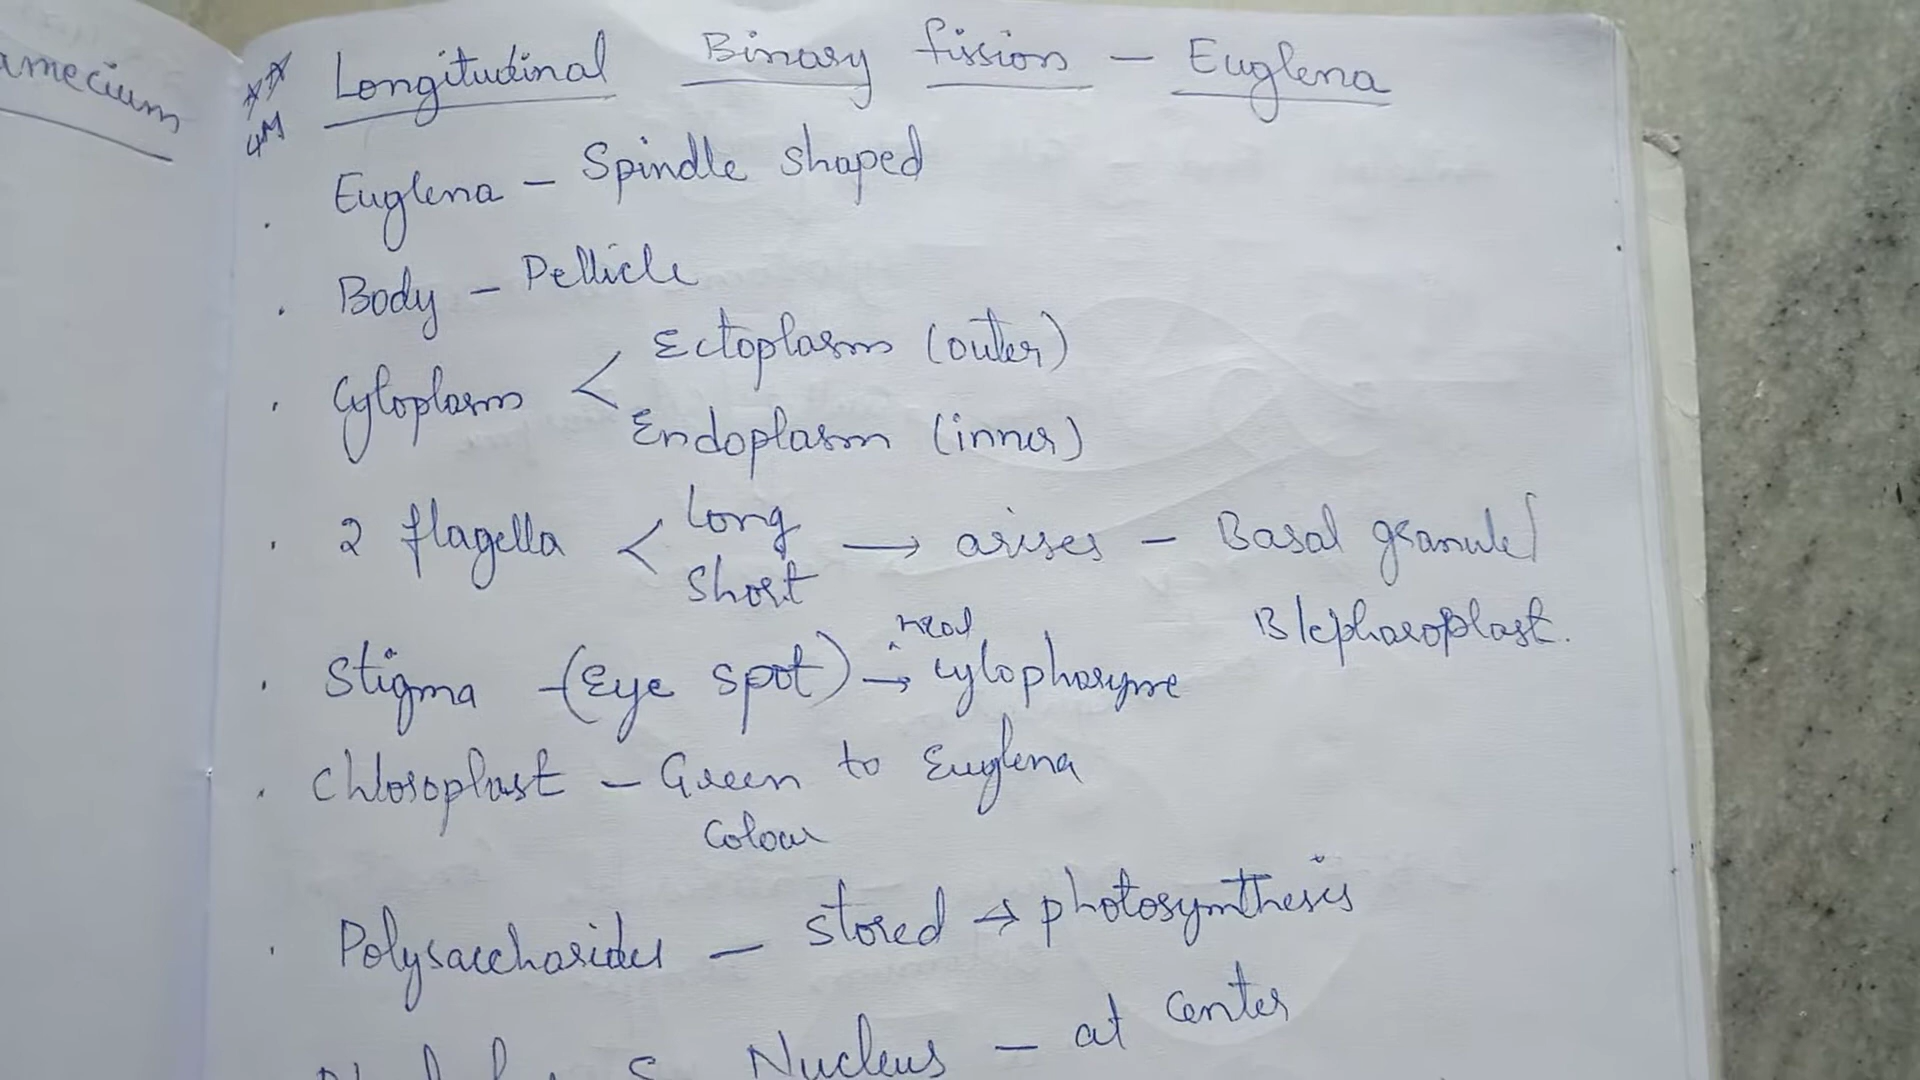 amecium
Longitudinal Binary fission - Euglena
4M
Euglena - Spindle shaped
Body - Pellicle
Cytoplasm < Ectoplasm (outer)
Endoplasm (inner)
2 flagella < Long
Short → arises - Basal granule/
Blepharoplast.
near
Stigma - (Eye spot) → cytopharynx
Chloroplast - Green to Euglena
colour
Polysaccharides - stored → photosynthesis
Nucleus - at center